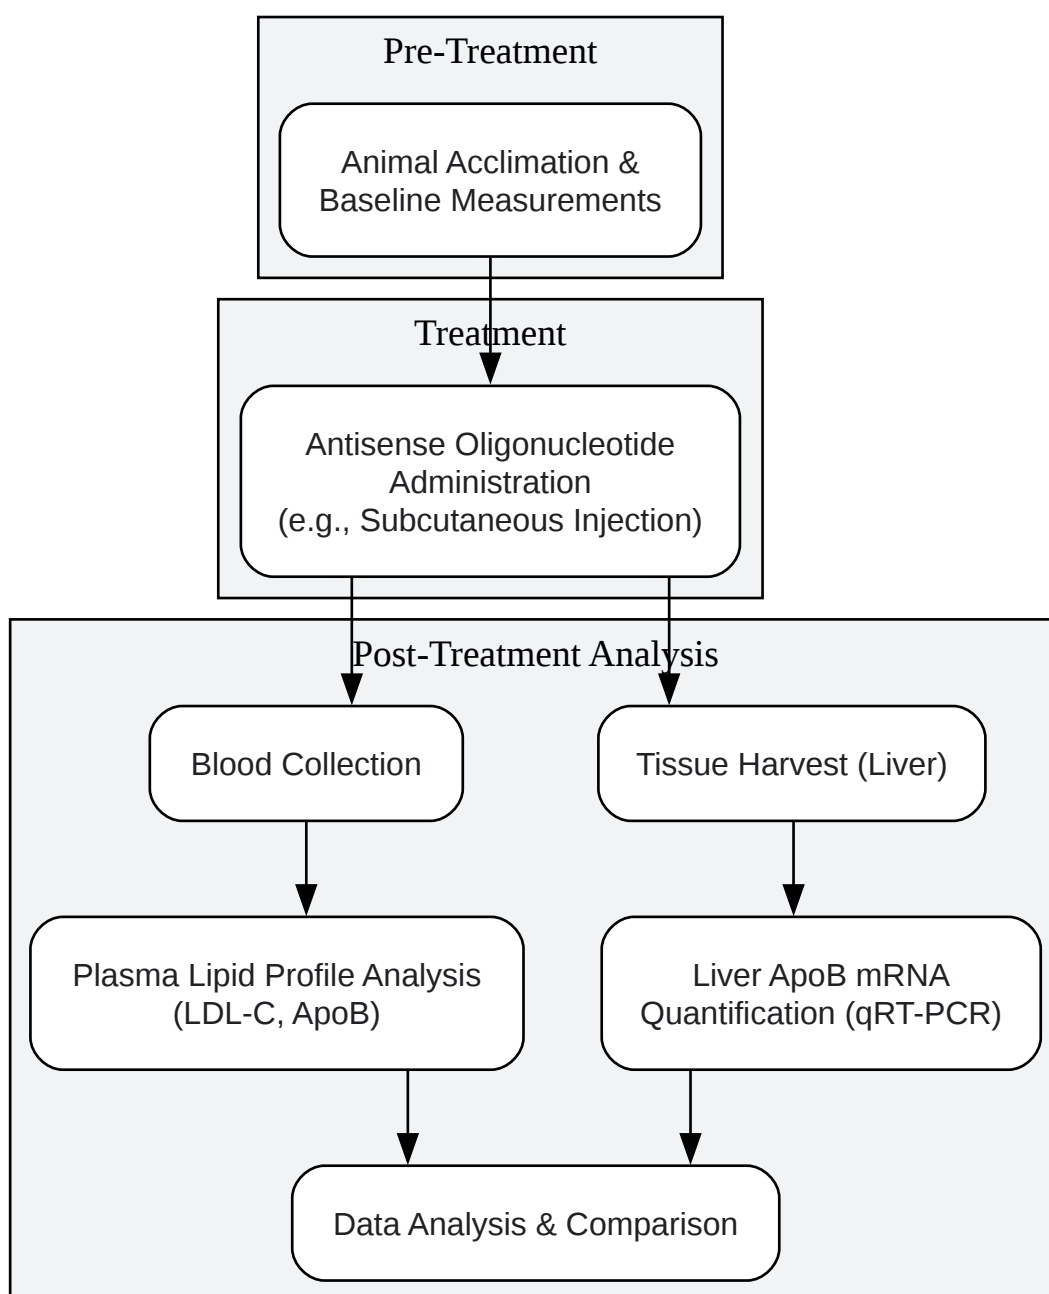 Pre-Treatment
Animal Acclimation &
Baseline Measurements
Treatment
Antisense Oligonucleotide
Administration
(e.g., Subcutaneous Injection)
Post-Treatment Analysis
Blood Collection
Tissue Harvest (Liver)
Plasma Lipid Profile Analysis
(LDL-C, ApoB)
Liver ApoB mRNA
Quantification (qRT-PCR)
Data Analysis & Comparison